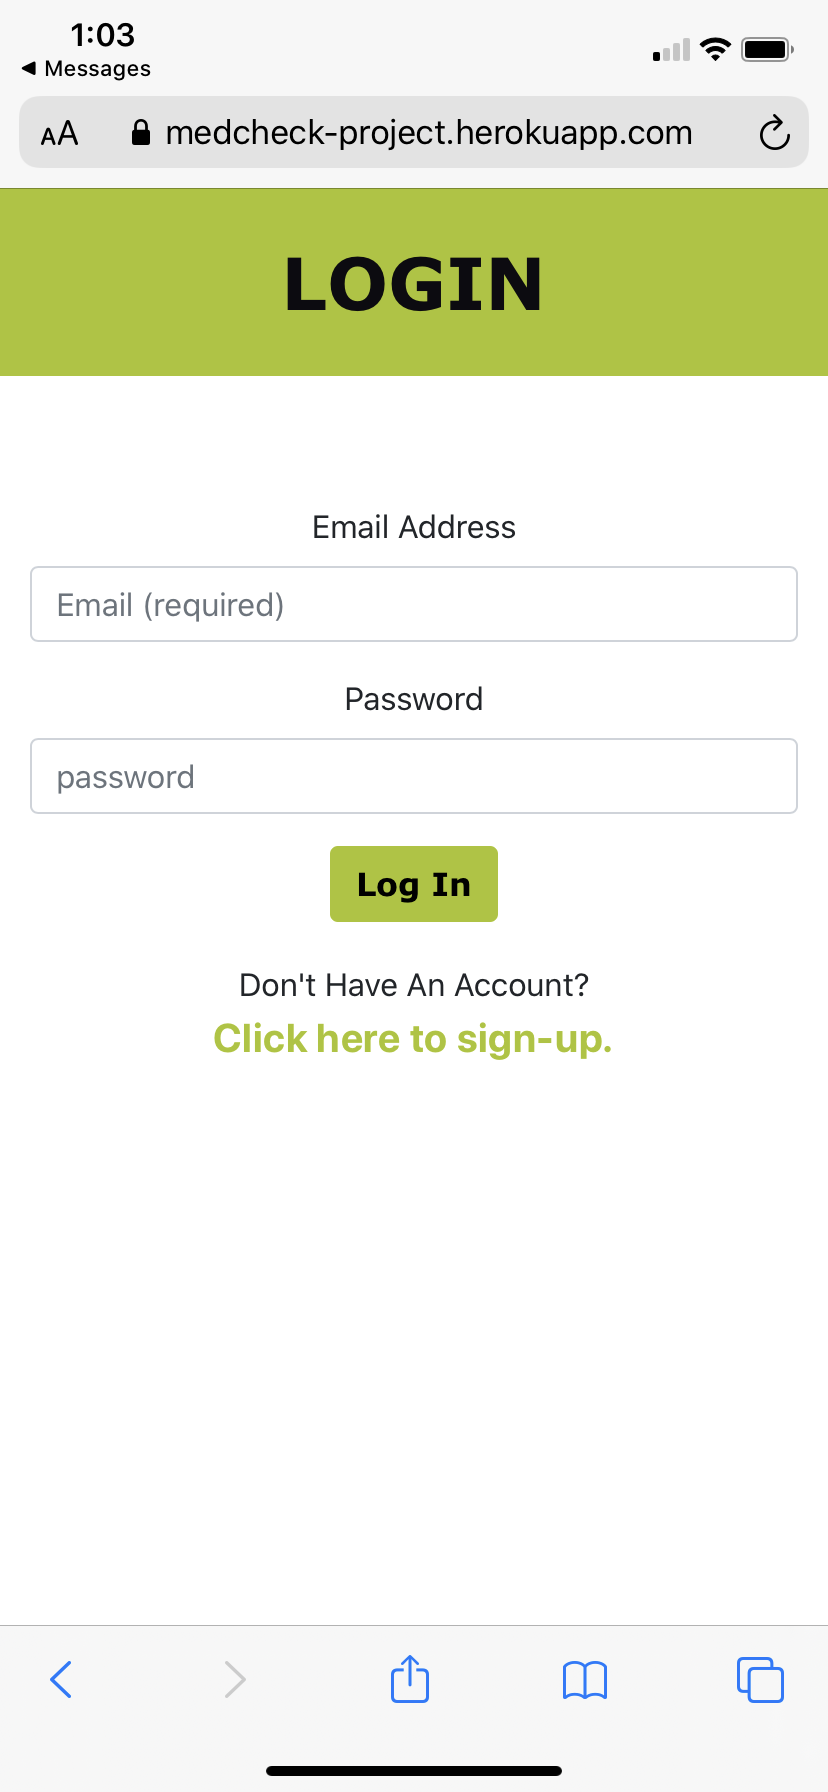 1:03
◀ Messages
AA medcheck-project.herokuapp.com
LOGIN
Email Address
Email (required)
Password
password
Log In
Don't Have An Account?
Click here to sign-up.